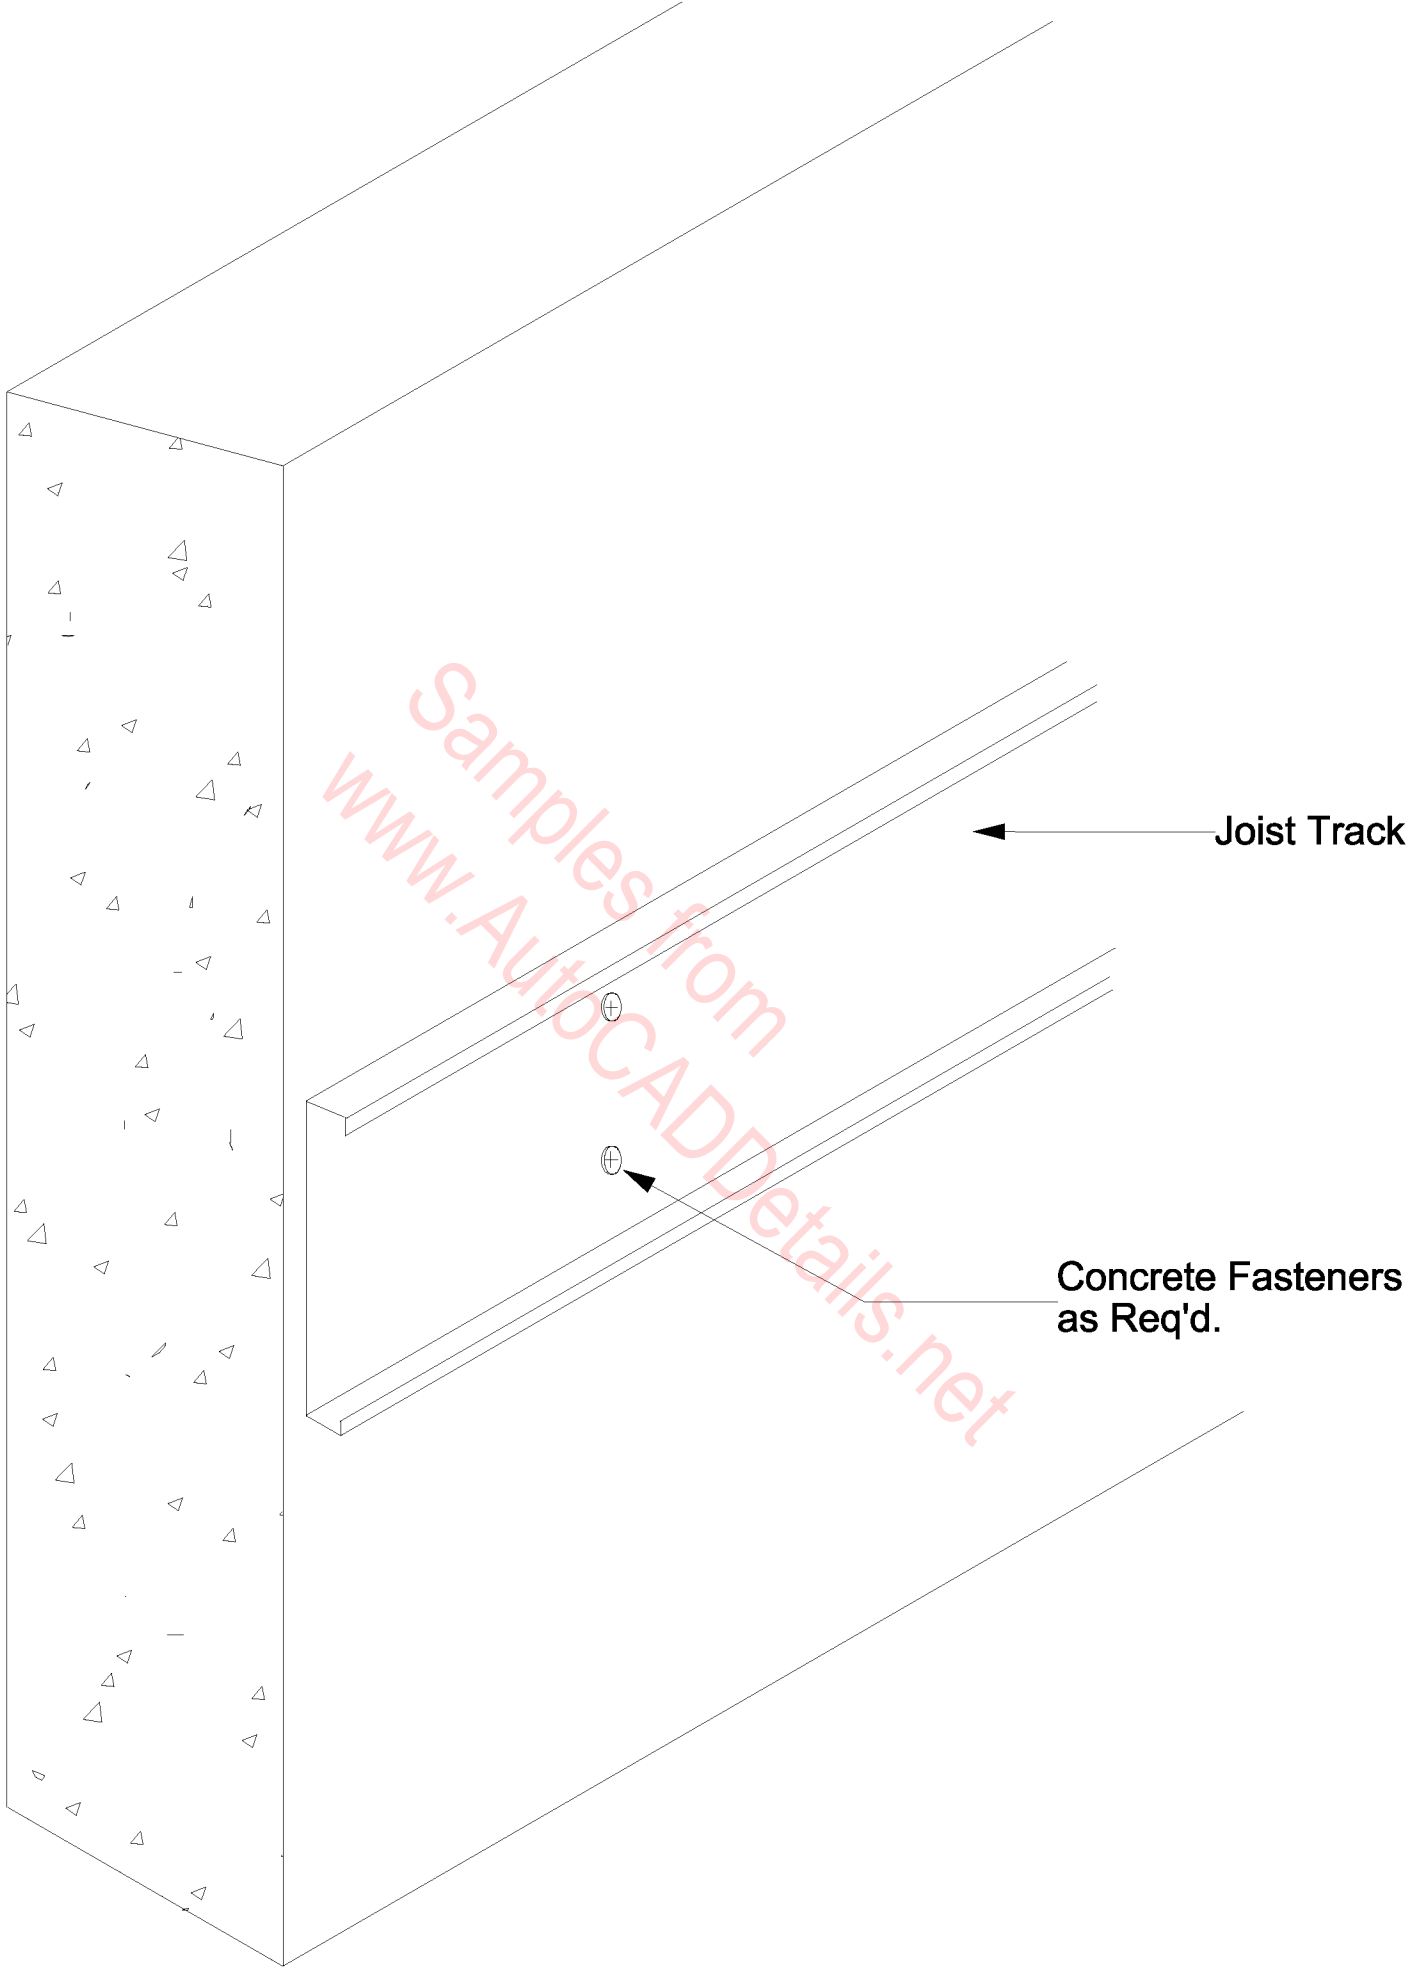 Samples from
www.AutoCADDetails.net
Joist Track
Concrete Fasteners
as Req'd.